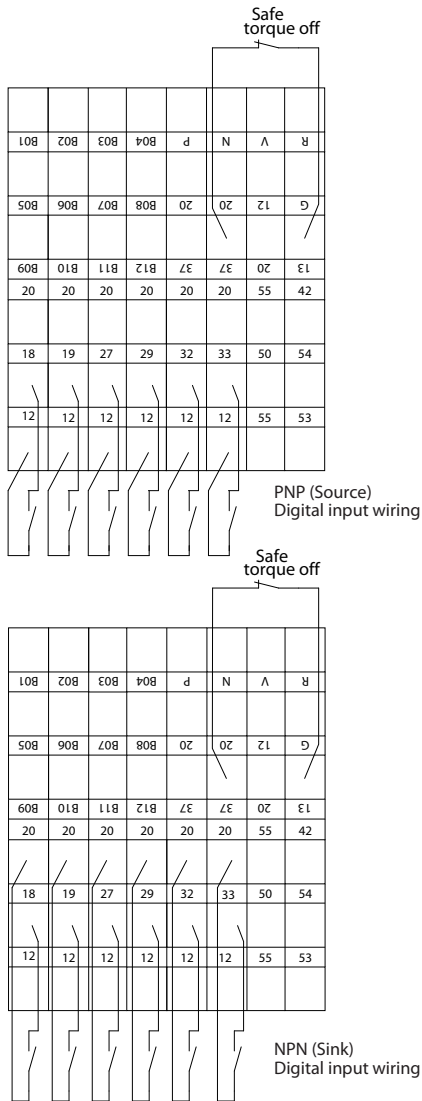 Safe
torque off
B01 B02 B03 B04 P N V R
B05 B06 B07 B08 20 20 12 G
B09 B10 B11 B12 37 37 20 13
20 20 20 20 20 20 55 42
18 19 27 29 32 33 50 54
12 12 12 12 12 12 55 53
PNP (Source)
Digital input wiring
Safe
torque off
B01 B02 B03 B04 P N V R
B05 B06 B07 B08 20 20 12 G
B09 B10 B11 B12 37 37 20 13
20 20 20 20 20 20 55 42
18 19 27 29 32 33 50 54
12 12 12 12 12 12 55 53
NPN (Sink)
Digital input wiring